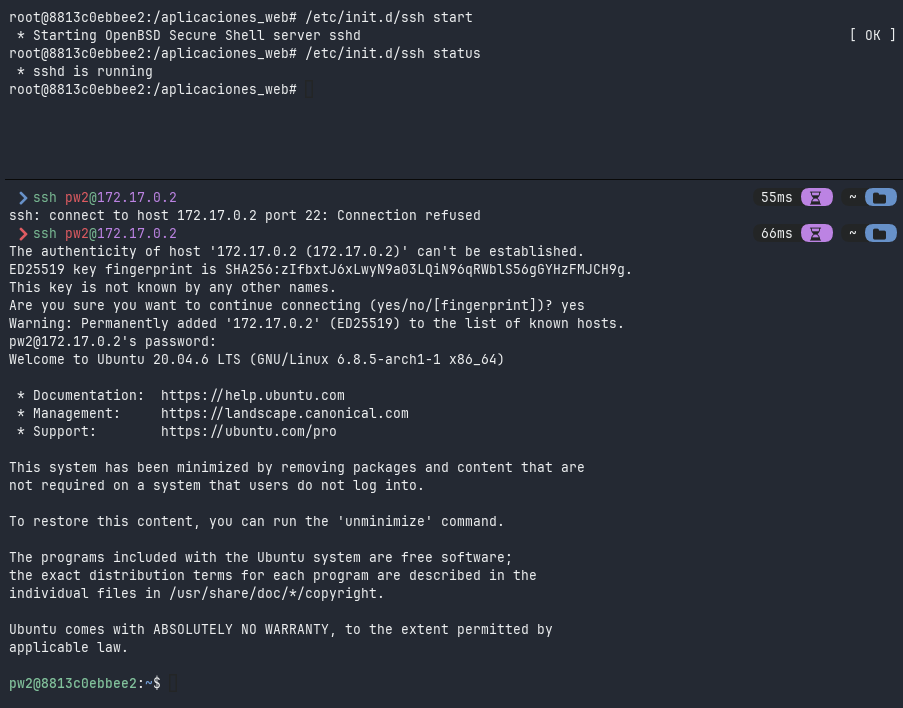 root@8813c0ebbee2:/aplicaciones_web# /etc/init.d/ssh start
 * Starting OpenBSD Secure Shell server sshd [ OK ]
root@8813c0ebbee2:/aplicaciones_web# /etc/init.d/ssh status
 * sshd is running
root@8813c0ebbee2:/aplicaciones_web#
❯ ssh pw2@172.17.0.2 55ms ~
ssh: connect to host 172.17.0.2 port 22: Connection refused
❯ ssh pw2@172.17.0.2 66ms ~
The authenticity of host '172.17.0.2 (172.17.0.2)' can't be established.
ED25519 key fingerprint is SHA256:zIfbxtJ6xLwyN9a03LQiN96qRWblS56gGYHzFMJCH9g.
This key is not known by any other names.
Are you sure you want to continue connecting (yes/no/[fingerprint])? yes
Warning: Permanently added '172.17.0.2' (ED25519) to the list of known hosts.
pw2@172.17.0.2's password:
Welcome to Ubuntu 20.04.6 LTS (GNU/Linux 6.8.5-arch1-1 x86_64)
 * Documentation:  https://help.ubuntu.com
 * Management:     https://landscape.canonical.com
 * Support:        https://ubuntu.com/pro
This system has been minimized by removing packages and content that are
not required on a system that users do not log into.
To restore this content, you can run the 'unminimize' command.
The programs included with the Ubuntu system are free software;
the exact distribution terms for each program are described in the
individual files in /usr/share/doc/*/copyright.
Ubuntu comes with ABSOLUTELY NO WARRANTY, to the extent permitted by
applicable law.
pw2@8813c0ebbee2:~$